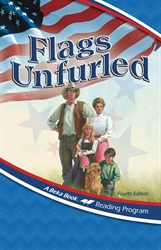 Flags
Unfurled
Fourth Edition
A Beka Book Reading Program